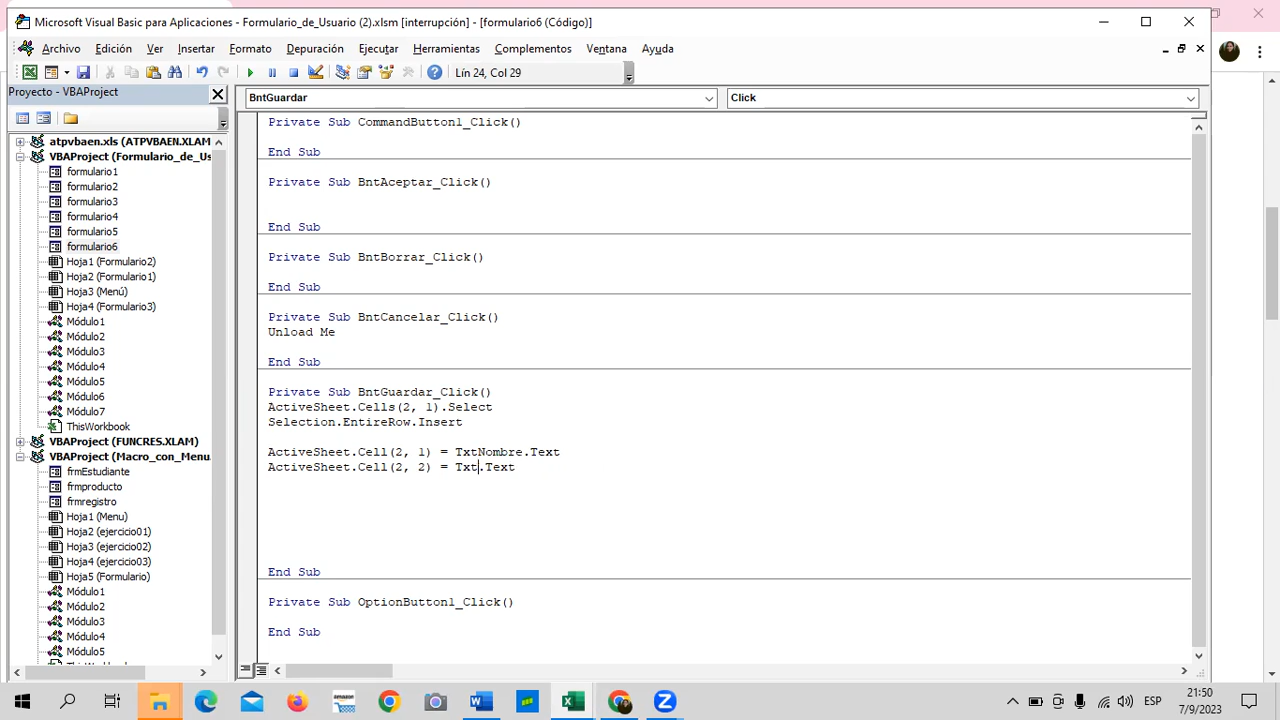 Microsoft Visual Basic para Aplicaciones - Formulario_de_Usuario (2).xlsm [interrupción] - [formulario6 (Código)]
Archivo Edición Ver Insertar Formato Depuración Ejecutar Herramientas Complementos Ventana Ayuda
Lín 24, Col 29
Proyecto - VBAProject
BntGuardar
Click
atpvbaen.xls (ATPVBAEN.XLAM
VBAProject (Formulario_de_Us
formulario1
formulario2
formulario3
formulario4
formulario5
formulario6
Hoja1 (Formulario2)
Hoja2 (Formulario1)
Hoja3 (Menú)
Hoja4 (Formulario3)
Módulo1
Módulo2
Módulo3
Módulo4
Módulo5
Módulo6
Módulo7
ThisWorkbook
VBAProject (FUNCRES.XLAM)
VBAProject (Macro_con_Menu.
frmEstudiante
frmproducto
frmregistro
Hoja1 (Menu)
Hoja2 (ejercicio01)
Hoja3 (ejercicio02)
Hoja4 (ejercicio03)
Hoja5 (Formulario)
Módulo1
Módulo2
Módulo3
Módulo4
Módulo5
Private Sub CommandButton1_Click()
End Sub
Private Sub BntAceptar_Click()
End Sub
Private Sub BntBorrar_Click()
End Sub
Private Sub BntCancelar_Click()
Unload Me
End Sub
Private Sub BntGuardar_Click()
ActiveSheet.Cells(2, 1).Select
Selection.EntireRow.Insert
ActiveSheet.Cell(2, 1) = TxtNombre.Text
ActiveSheet.Cell(2, 2) = Txt.Text
End Sub
Private Sub OptionButton1_Click()
End Sub
amazon
ESP
21:50
7/9/2023